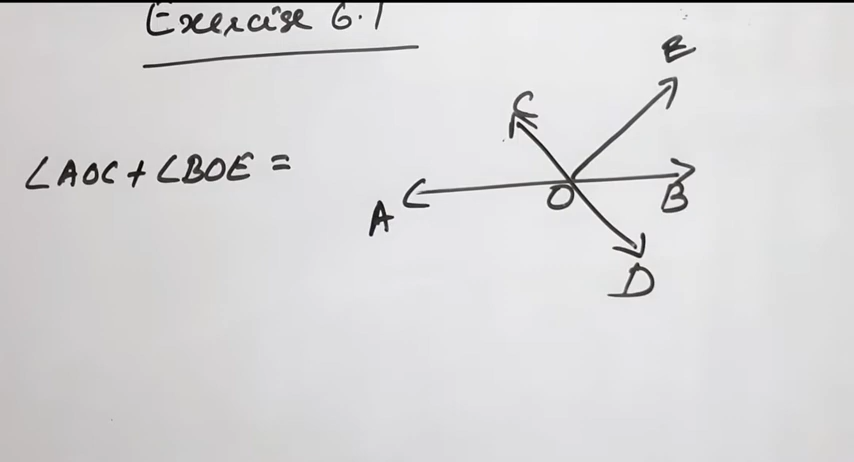 Exercise 6.1
E
C
∠AOC + ∠BOE =
A
O
B
D